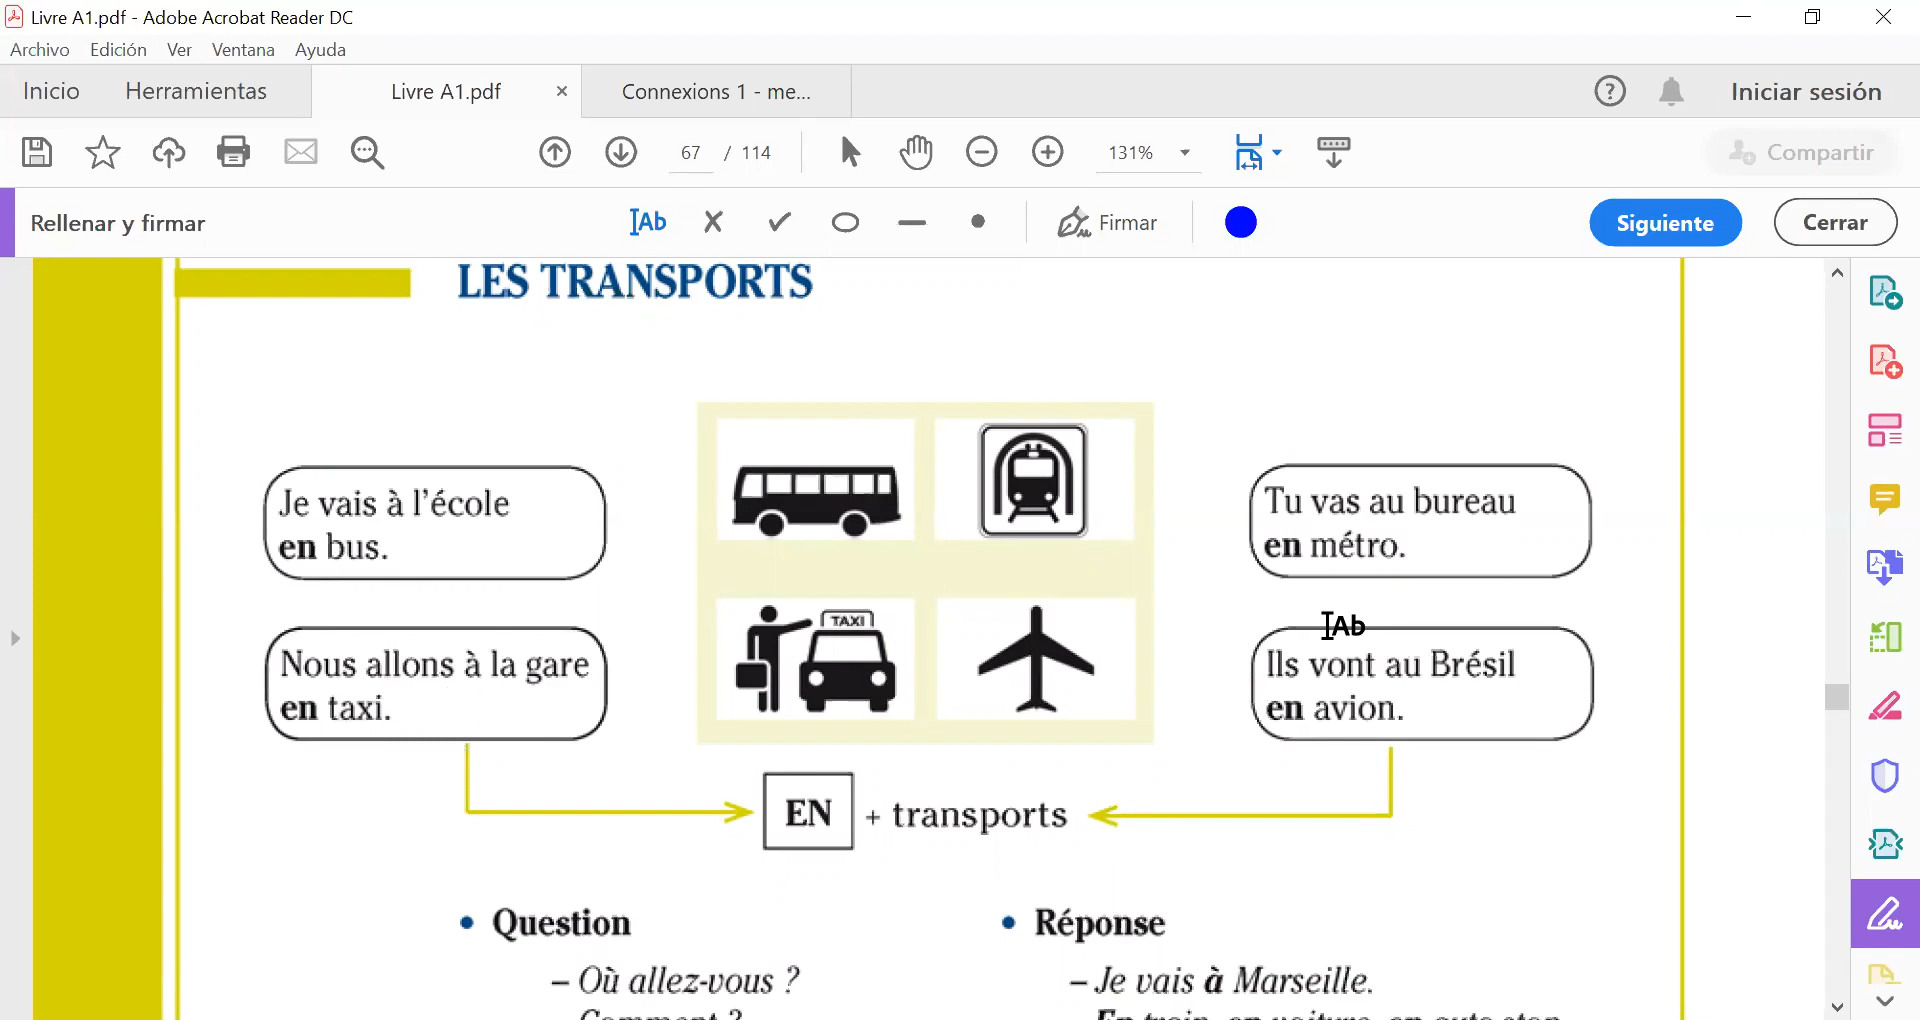 Livre A1.pdf - Adobe Acrobat Reader DC
Archivo Edición Ver Ventana Ayuda
Inicio Herramientas Livre A1.pdf × Connexions 1 - me... ? Iniciar sesión
67 / 114 131% Compartir
Rellenar y firmar Ab Firmar Siguiente Cerrar
LES TRANSPORTS
Je vais à l'école
en bus.
Tu vas au bureau
en métro.
TAXI
Ab
Nous allons à la gare
en taxi.
Ils vont au Brésil
en avion.
EN + transports
• Question
– Où allez-vous ?
• Réponse
– Je vais à Marseille.